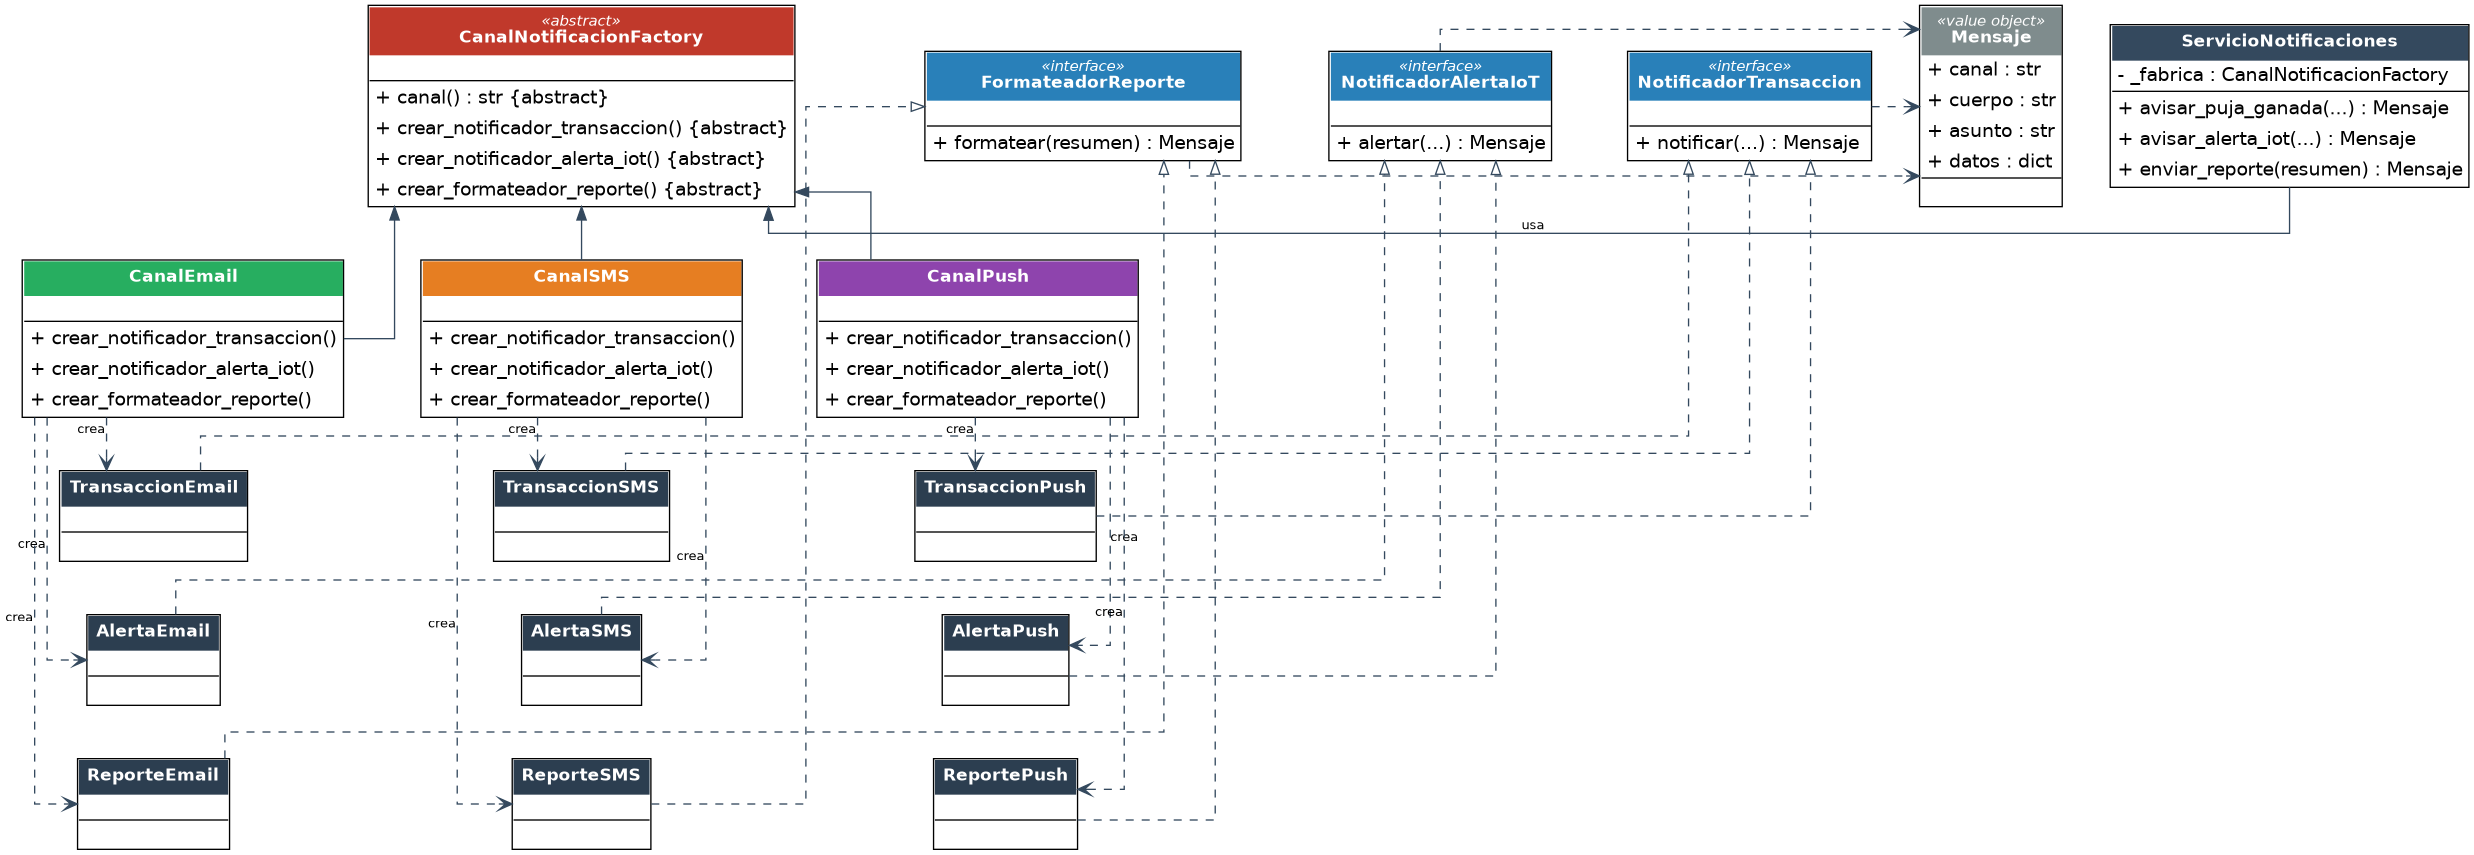 «abstract»
CanalNotificacionFactory
+ canal() : str {abstract}
+ crear_notificador_transaccion() {abstract}
+ crear_notificador_alerta_iot() {abstract}
+ crear_formateador_reporte() {abstract}
«interface»
FormateadorReporte
+ formatear(resumen) : Mensaje
«interface»
NotificadorAlertaIoT
+ alertar(...) : Mensaje
«interface»
NotificadorTransaccion
+ notificar(...) : Mensaje
«value object»
Mensaje
+ canal : str
+ cuerpo : str
+ asunto : str
+ datos : dict
ServicioNotificaciones
- _fabrica : CanalNotificacionFactory
+ avisar_puja_ganada(...) : Mensaje
+ avisar_alerta_iot(...) : Mensaje
+ enviar_reporte(resumen) : Mensaje
usa
CanalEmail
+ crear_notificador_transaccion()
+ crear_notificador_alerta_iot()
+ crear_formateador_reporte()
CanalSMS
+ crear_notificador_transaccion()
+ crear_notificador_alerta_iot()
+ crear_formateador_reporte()
CanalPush
+ crear_notificador_transaccion()
+ crear_notificador_alerta_iot()
+ crear_formateador_reporte()
crea
crea
crea
TransaccionEmail
TransaccionSMS
TransaccionPush
crea
crea
crea
crea
crea
crea
AlertaEmail
AlertaSMS
AlertaPush
ReporteEmail
ReporteSMS
ReportePush